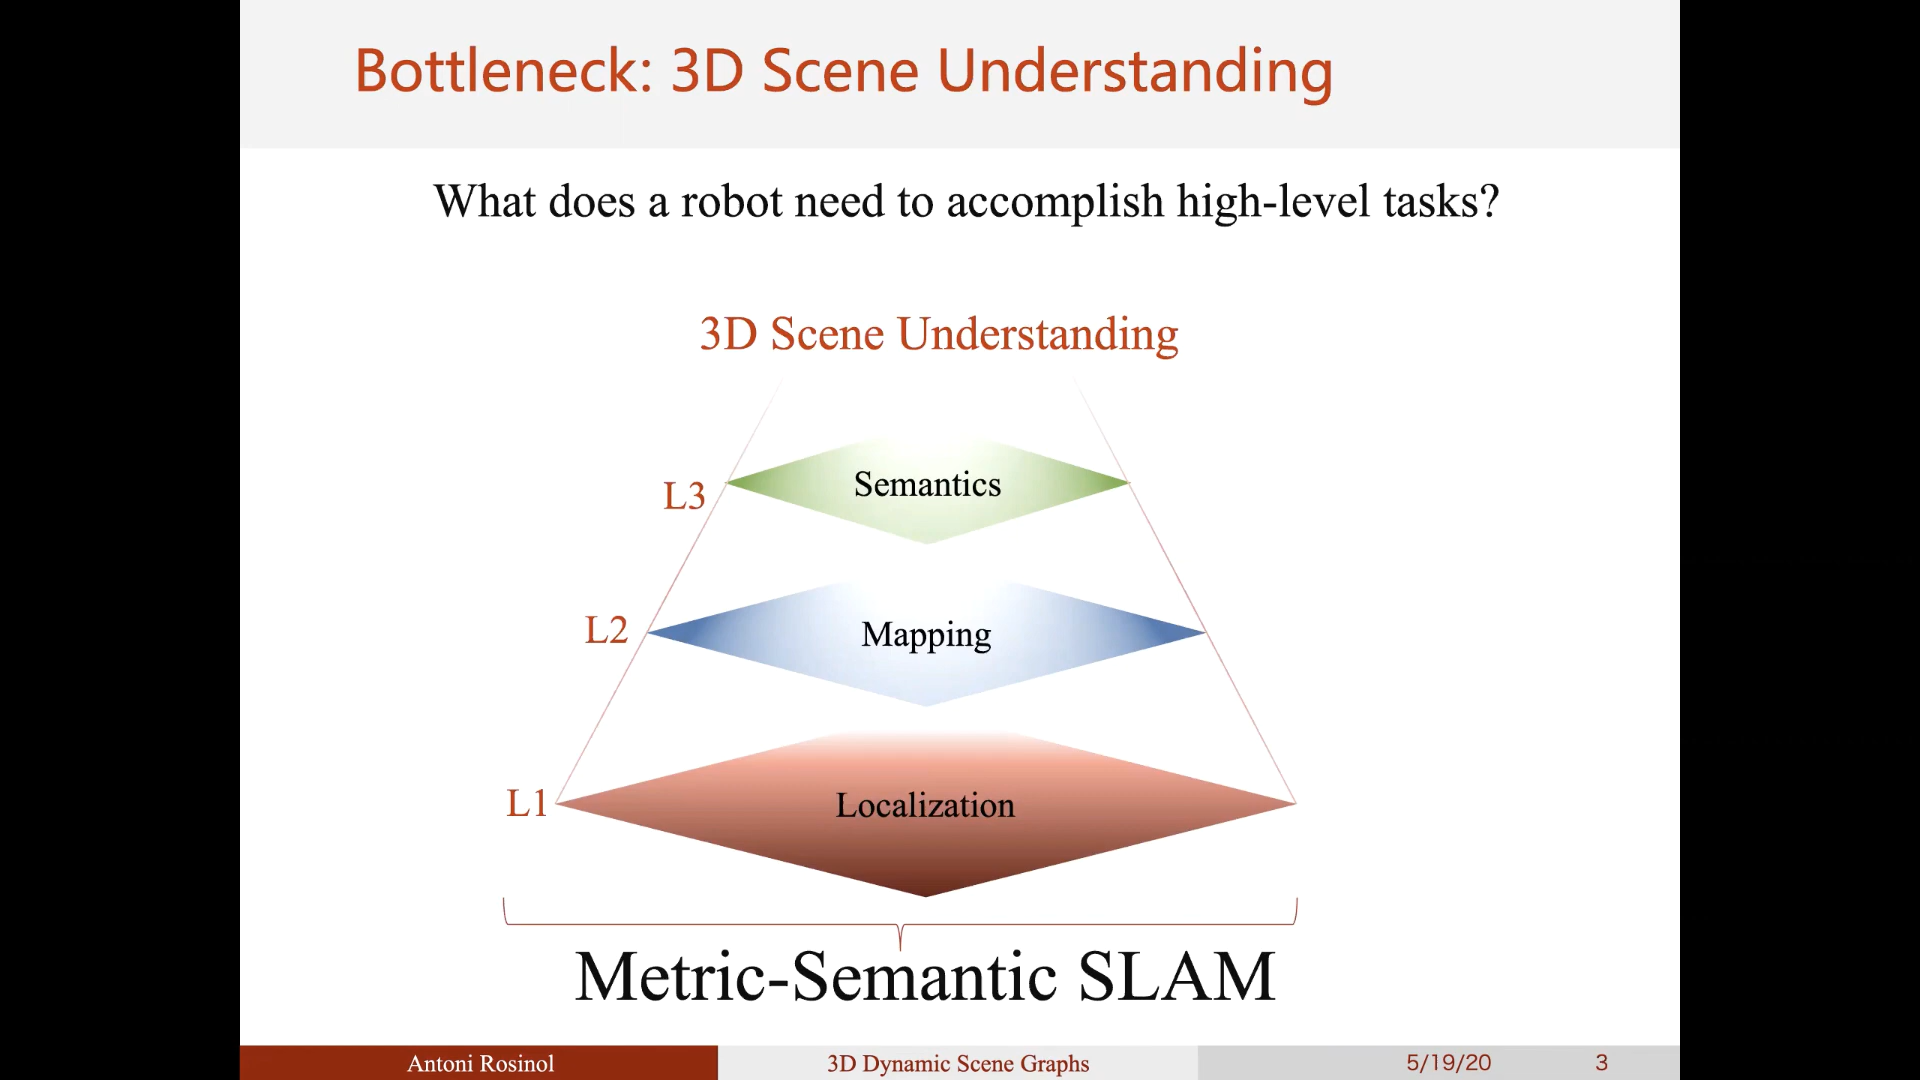 Bottleneck: 3D Scene Understanding
What does a robot need to accomplish high-level tasks?
3D Scene Understanding
L3
Semantics
L2
Mapping
L1
Localization
Metric-Semantic SLAM
Antoni Rosinol
3D Dynamic Scene Graphs
5/19/20
3